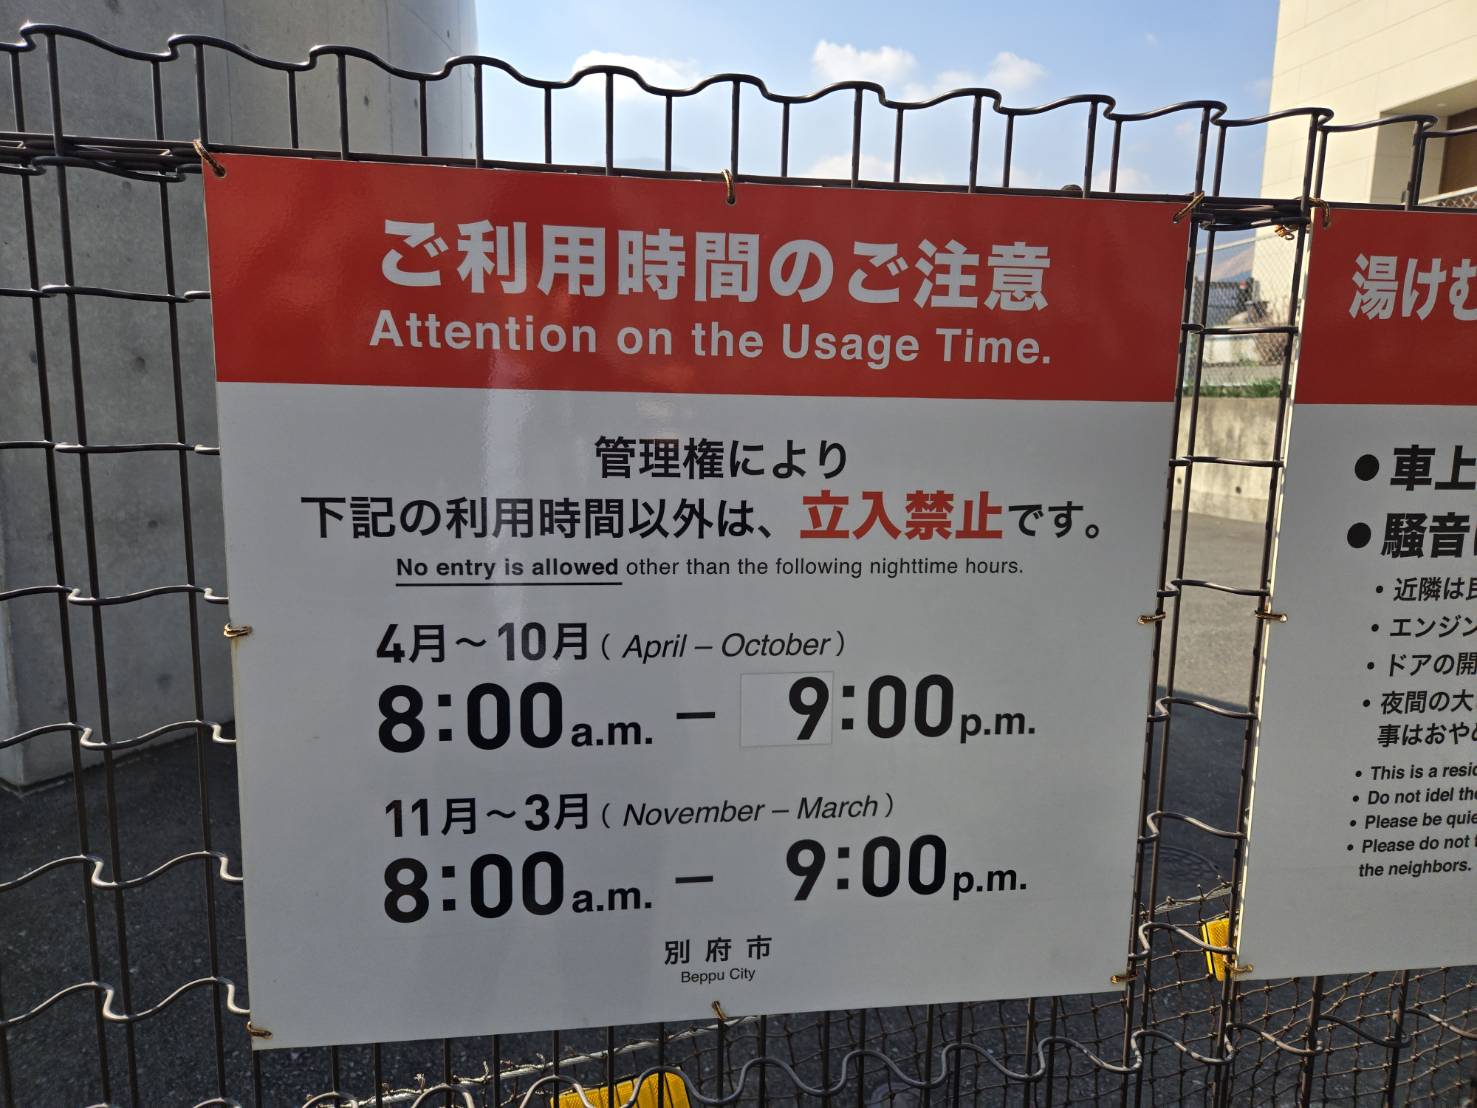 ご利用時間のご注意
Attention on the Usage Time.
管理権により
下記の利用時間以外は、立入禁止です。
No entry is allowed other than the following nighttime hours.
4月～10月 ( April – October )
8:00a.m. – 9:00p.m.
11月～3月 ( November – March )
8:00a.m. – 9:00p.m.
別府市
Beppu City
湯けむ
● 車上
● 騒音
・近隣は
・エンジン
・ドアの開
・夜間の大
事はおや
• This is a
• Do not idel
• Please be
• Please do not
the neighbors.